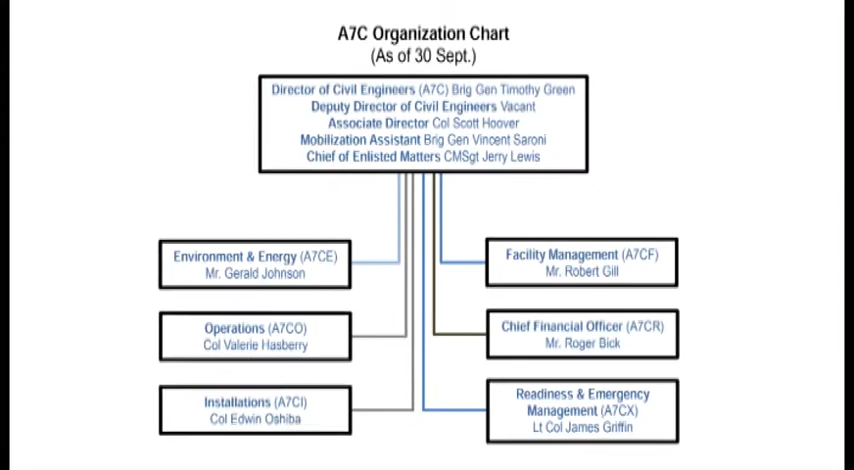 A7C Organization Chart
(As of 30 Sept.)
Director of Civil Engineers (A7C) Brig Gen Timothy Green
Deputy Director of Civil Engineers Vacant
Associate Director Col Scott Hoover
Mobilization Assistant Brig Gen Vincent Saroni
Chief of Enlisted Matters CMSgt Jerry Lewis
Environment & Energy (A7CE)
Mr. Gerald Johnson
Facility Management (A7CF)
Mr. Robert Gill
Operations (A7CO)
Col Valerie Hasberry
Chief Financial Officer (A7CR)
Mr. Roger Bick
Installations (A7CI)
Col Edwin Oshiba
Readiness & Emergency
Management (A7CX)
Lt Col James Griffin